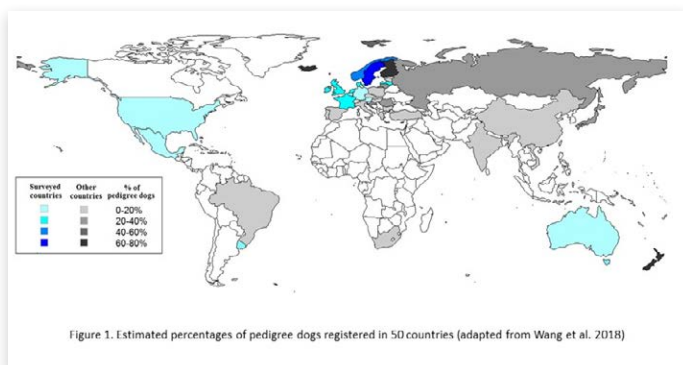 Surveyed countries Other countries % of pedigree dogs
0-20%
20-40%
40-60%
60-80%
Figure 1. Estimated percentages of pedigree dogs registered in 50 countries (adapted from Wang et al. 2018)